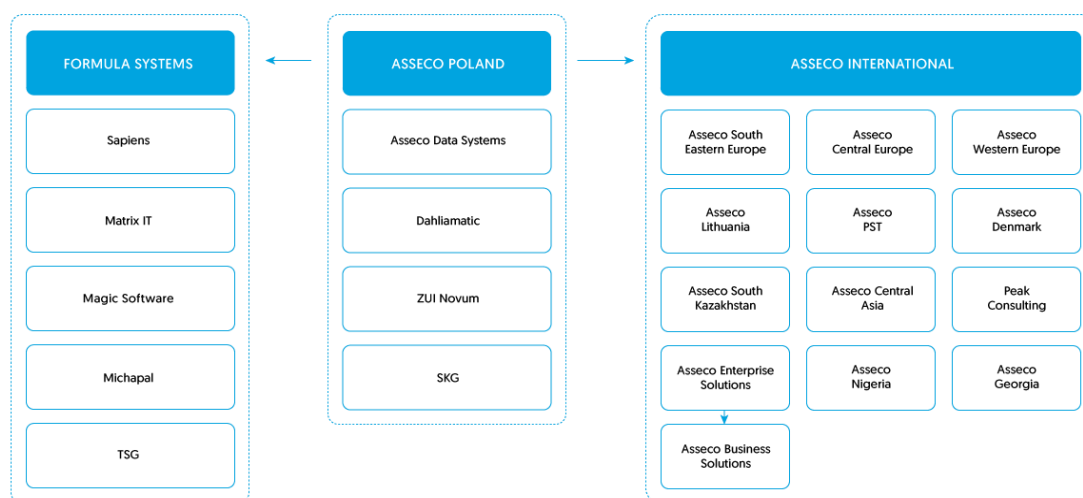 FORMULA SYSTEMS
Sapiens
Matrix IT
Magic Software
Michapal
TSG
ASSECO POLAND
Asseco Data Systems
Dahliamatic
ZUI Novum
SKG
ASSECO INTERNATIONAL
Asseco South
Eastern Europe
Asseco
Central Europe
Asseco
Western Europe
Asseco
Lithuania
Asseco
PST
Asseco
Denmark
Asseco South
Kazakhstan
Asseco Central
Asia
Peak
Consulting
Asseco Enterprise
Solutions
Asseco
Nigeria
Asseco
Georgia
Asseco Business
Solutions